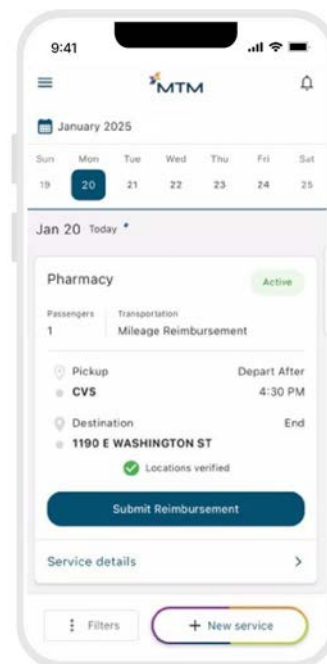 9:41
MTM
January 2025
Sun Mon Tue Wed Thu Fri Sat
19 20 21 22 23 24 25
Jan 20 Today
Pharmacy Active
Passengers Transportation
1 Mileage Reimbursement
Pickup Depart After
CVS 4:30 PM
Destination End
1190 E WASHINGTON ST
Locations verified
Submit Reimbursement
Service details
Filters + New service